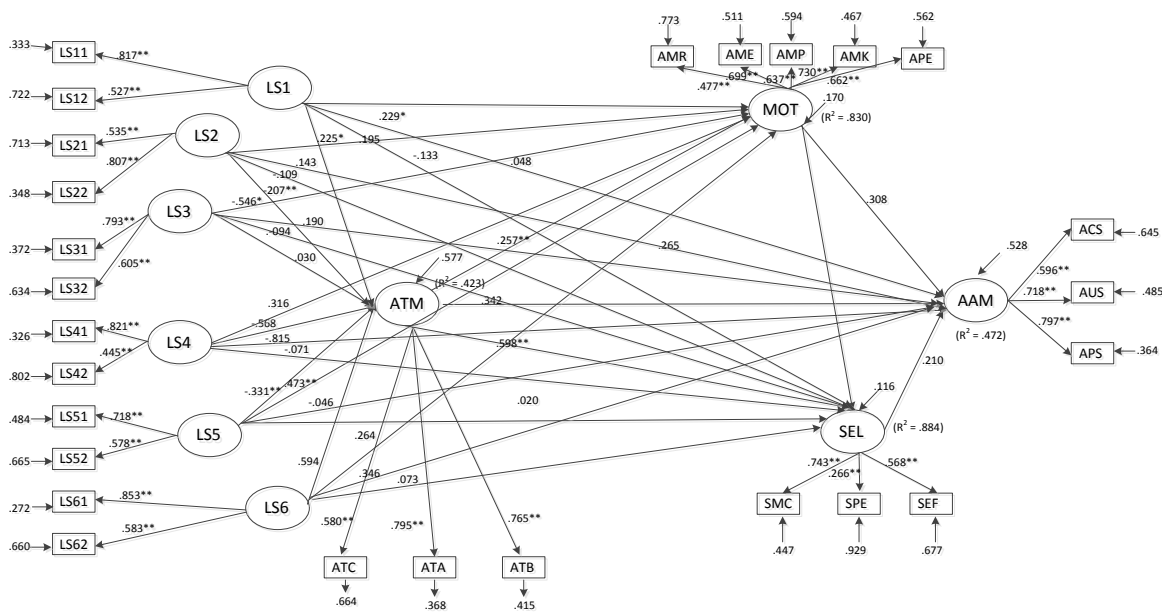 .773 .511 .594 .467 .562
AMR AME AMP AMK APE
.477** .699** .637** .730** .662**
MOT
.170
(R² = .830)
.333 LS11 .817**
.722 LS12 .527**
LS1
.713 LS21 .535**
.348 LS22 .807**
LS2
.372 LS31 .793**
.634 LS32 .605**
LS3
.326 LS41 .821**
.802 LS42 .445**
LS4
.484 LS51 .718**
.665 LS52 .578**
LS5
.272 LS61 .853**
.660 LS62 .583**
LS6
.229*
.225* .195
-.133
.048
.143
-.109
.207**
-.546*
.190
.094
.030
.257**
.265
.308
.577
ATM
(R² = .423)
.342
.316
-.568
-.815
-.071
.598**
-.331** .473**
-.046
.020
.264
.594
.346
.073
.210
.528
AAM
(R² = .472)
ACS .645
.596**
AUS .485
.718**
APS .364
.797**
.116
SEL
(R² = .884)
.743** .266** .568**
SMC SPE SEF
.447 .929 .677
.580** .795** .765**
ATC ATA ATB
.664 .368 .415